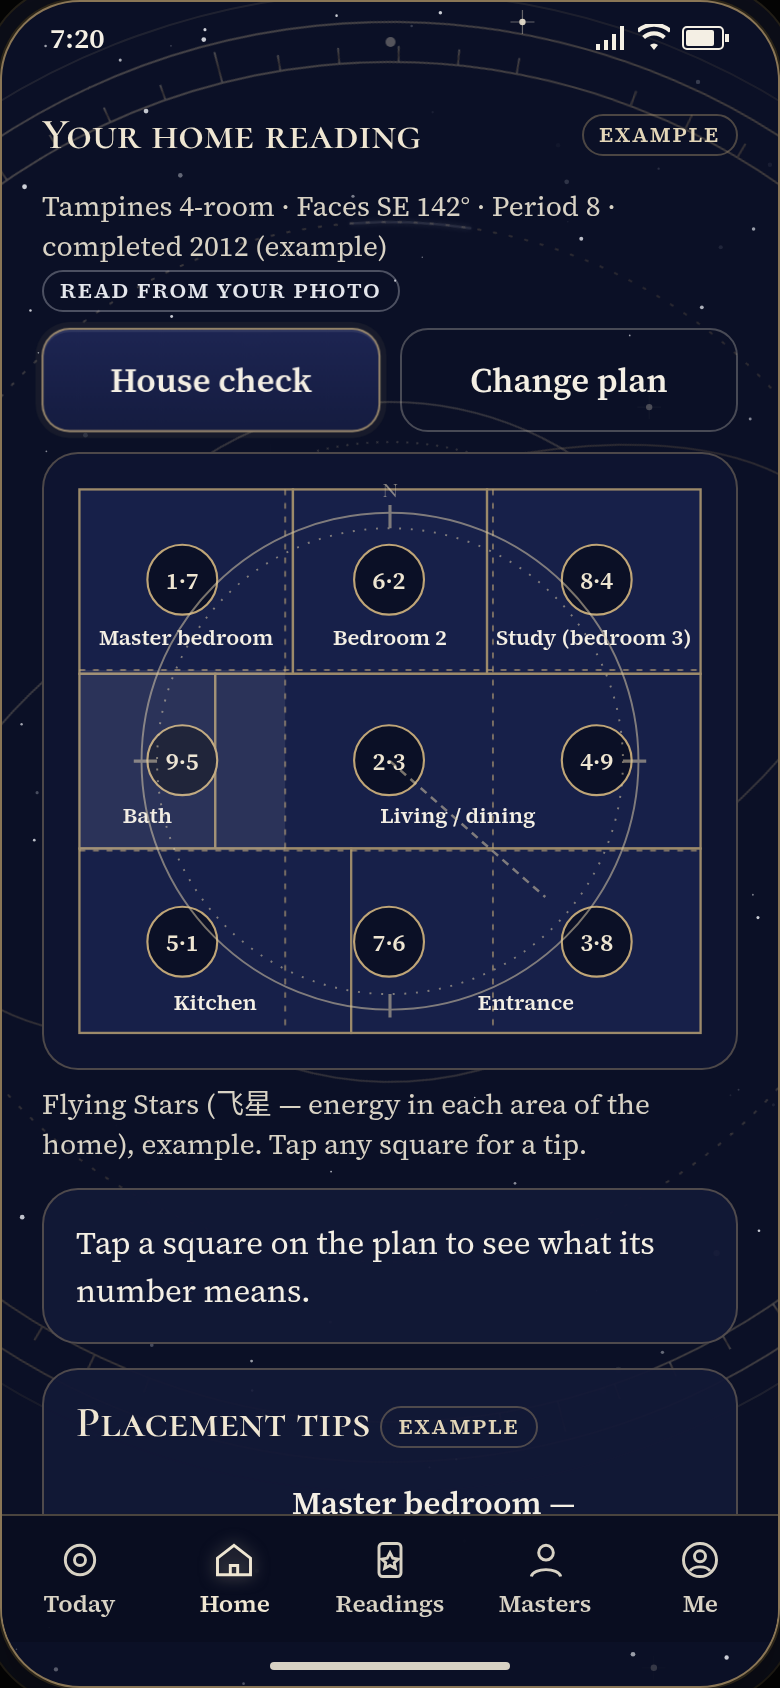 7:20
Your home reading
EXAMPLE
Tampines 4-room · Faces SE 142° · Period 8 ·
completed 2012 (example)
READ FROM YOUR PHOTO
House check
Change plan
N
1·7
6·2
8·4
Master bedroom
Bedroom 2
Study (bedroom 3)
9·5
2·3
4·9
Bath
Living / dining
5·1
7·6
3·8
Kitchen
Entrance
Flying Stars (飞星 — energy in each area of the
home), example. Tap any square for a tip.
Tap a square on the plan to see what its
number means.
Placement tips
EXAMPLE
Master bedroom —
Today
Home
Readings
Masters
Me